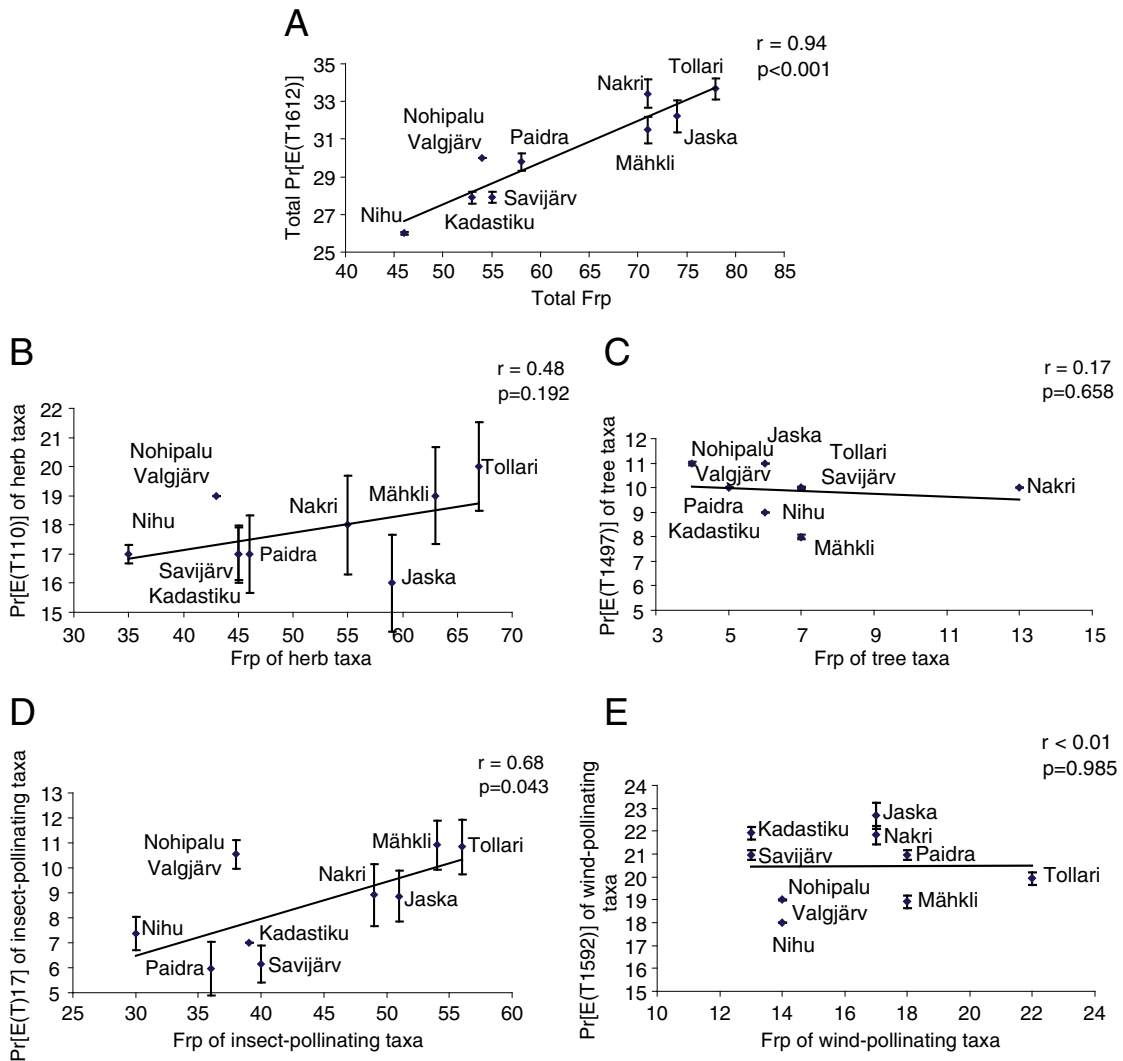 A
r = 0.94
p<0.001
Total Pr[E(T1612)]
35
33
31
29
27
25
Nohipalu
Valgjärv
Paidra
Nakri
Tollari
Jaska
Mähkli
Savijärv
Kadastiku
Nihu
40 45 50 55 60 65 70 75 80 85
Total Frp
B
r = 0.48
p=0.192
Pr[E(T110)] of herb taxa
22
21
20
19
18
17
16
15
Nohipalu
Valgjärv
Nihu
Savijärv
Kadastiku
Paidra
Nakri
Mähkli
Tollari
Jaska
30 35 40 45 50 55 60 65 70
Frp of herb taxa
C
r = 0.17
p=0.658
Pr[E(T1497)] of tree taxa
12
11
10
9
8
7
6
5
Nohipalu
Valgjärv
Jaska
Tollari
Savijärv
Nakri
Paidra
Kadastiku
Nihu
Mähkli
3 5 7 9 11 13 15
Frp of tree taxa
D
r = 0.68
p=0.043
Pr[E(T)17] of insect-pollinating taxa
13
12
11
10
9
8
7
6
5
Nohipalu
Valgjärv
Mähkli
Tollari
Nakri
Jaska
Nihu
Kadastiku
Paidra
Savijärv
25 30 35 40 45 50 55 60
Frp of insect-pollinating taxa
E
r < 0.01
p=0.985
Pr[E(T1592)] of wind-pollinating
taxa
24
23
22
21
20
19
18
17
16
15
Jaska
Kadastiku
Nakri
Savijärv
Paidra
Tollari
Nohipalu
Valgjärv
Mähkli
Nihu
10 12 14 16 18 20 22 24
Frp of wind-pollinating taxa